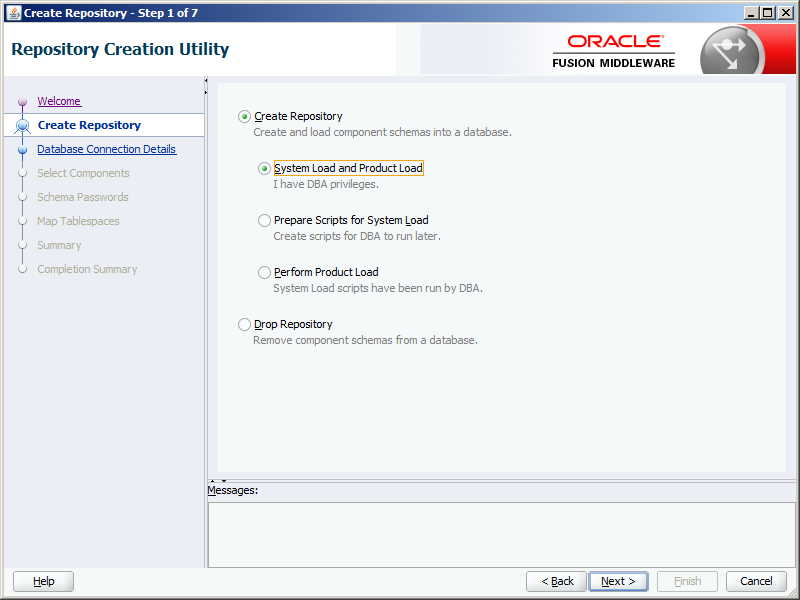 Create Repository - Step 1 of 7
Repository Creation Utility
ORACLE
FUSION MIDDLEWARE
Welcome
Create Repository
Database Connection Details
Select Components
Schema Passwords
Map Tablespaces
Summary
Completion Summary
Create Repository
Create and load component schemas into a database.
System Load and Product Load
I have DBA privileges.
Prepare Scripts for System Load
Create scripts for DBA to run later.
Perform Product Load
System Load scripts have been run by DBA.
Drop Repository
Remove component schemas from a database.
Messages:
Help
< Back
Next >
Finish
Cancel